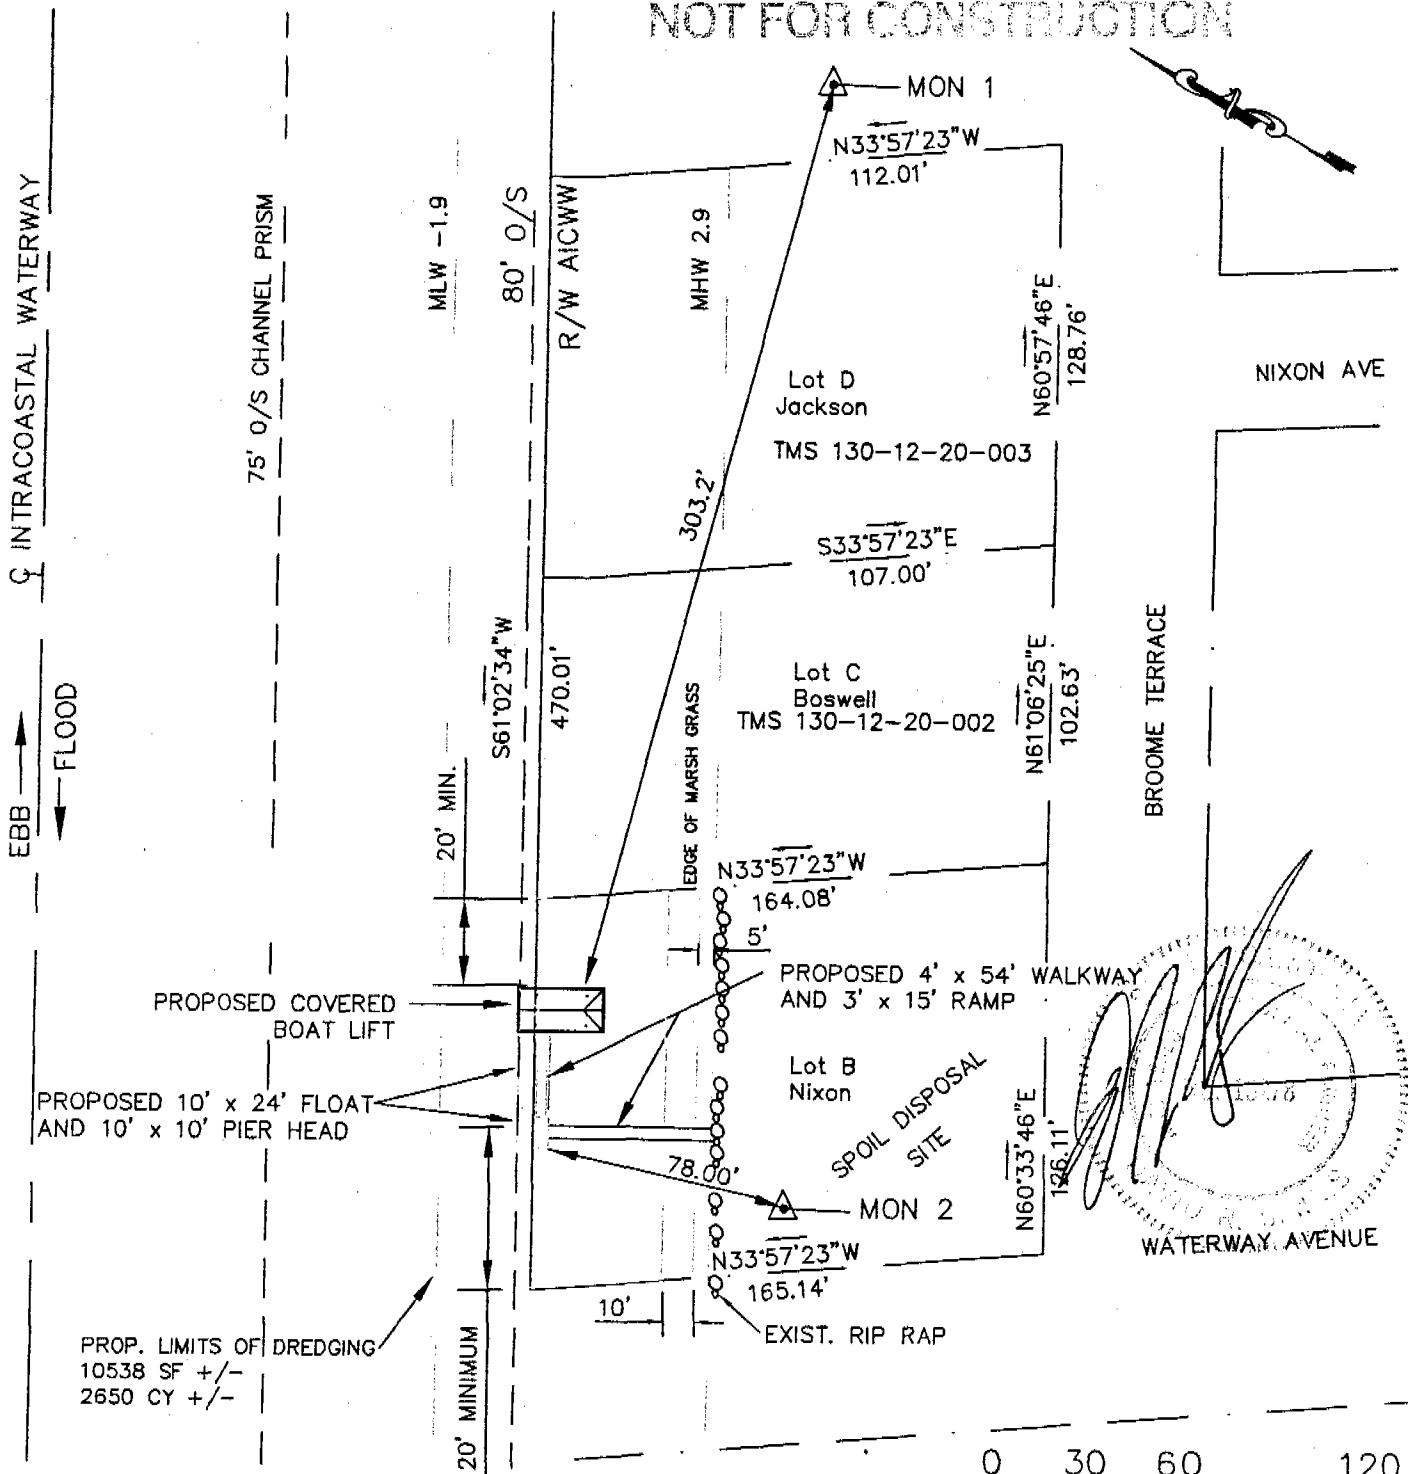 NOT FOR CONSTRUCTION
MON 1
N33°57'23"W
112.01'
℄ INTRACOASTAL WATERWAY
75' O/S CHANNEL PRISM
MLW -1.9
80' O/S
R/W AICWW
MHW 2.9
N60°57'46"E
128.76'
NIXON AVE
Lot D
Jackson
TMS 130-12-20-003
303.2'
S33°57'23"E
107.00'
S61°02'34"W
470.01'
Lot C
Boswell
TMS 130-12-20-002
N61°06'25"E
102.63'
BROOME TERRACE
EBB
FLOOD
20' MIN.
EDGE OF MARSH GRASS
N33°57'23"W
164.08'
5'
PROPOSED 4' x 54' WALKWAY
AND 3' x 15' RAMP
PROPOSED COVERED
BOAT LIFT
Lot B
Nixon
PROPOSED 10' x 24' FLOAT
AND 10' x 10' PIER HEAD
SPOIL DISPOSAL
SITE
N60°33'46"E
126.11'
78.00'
MON 2
WATERWAY AVENUE
N33°57'23"W
165.14'
10'
EXIST. RIP RAP
PROP. LIMITS OF DREDGING
10538 SF +/-
2650 CY +/-
20' MINIMUM
0 30 60 120